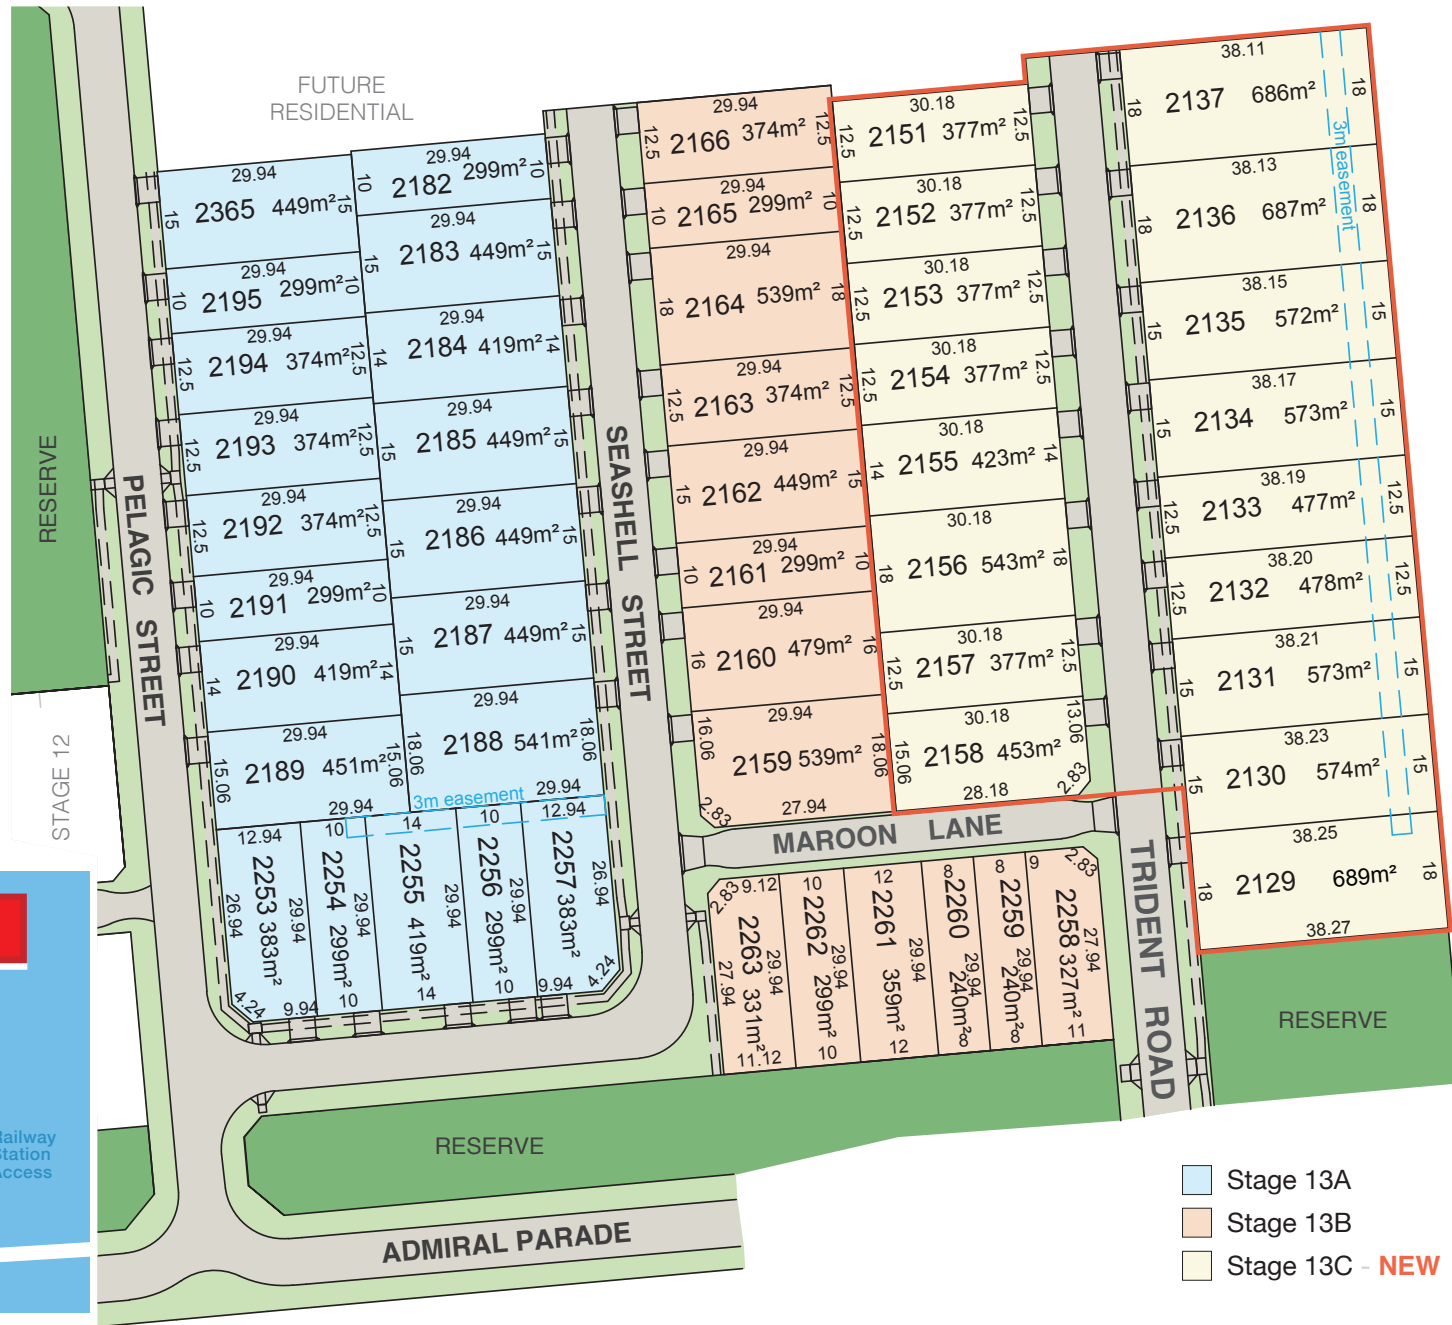 FUTURE
RESIDENTIAL
RESERVE
STAGE 12
PELAGIC STREET
29.94
15 2365 449m² 15
29.94
10 2195 299m² 10
29.94
12.5 2194 374m² 12.5
29.94
12.5 2193 374m² 12.5
29.94
12.5 2192 374m² 12.5
29.94
10 2191 299m² 10
29.94
14 2190 419m² 14
29.94
15.06 2189 451m² 15.06
29.94
29.94
10 2182 299m² 10
29.94
15 2183 449m² 15
29.94
14 2184 419m² 14
29.94
15 2185 449m² 15
29.94
15 2186 449m² 15
29.94
15 2187 449m² 15
29.94
18.06 2188 541m² 18.06
29.94
3m easement
12.94
26.94 2253 383m² 29.94
4.24 9.94
10
2254 299m² 29.94
10
14
2255 419m² 29.94
14
10
2256 299m² 29.94
10
12.94
2257 383m² 26.94
9.94 4.24
SEASHELL STREET
29.94
12.5 2166 374m² 12.5
29.94
10 2165 299m² 10
29.94
18 2164 539m² 18
29.94
12.5 2163 374m² 12.5
29.94
15 2162 449m² 15
29.94
10 2161 299m² 10
29.94
16 2160 479m² 16
29.94
16.06 2159 539m² 18.06
2.83 27.94
30.18
12.5 2151 377m² 12.5
30.18
12.5 2152 377m² 12.5
30.18
12.5 2153 377m² 12.5
30.18
12.5 2154 377m² 12.5
30.18
14 2155 423m² 14
30.18
18 2156 543m² 18
30.18
12.5 2157 377m² 12.5
30.18
15.06 2158 453m² 13.06
28.18 2.83
MAROON LANE
2.83 9.12
27.94 2263 331m² 29.94
11.12
10
2262 299m² 29.94
10
12
2261 359m² 29.94
12
8
2260 240m² 29.94
8
8
2259 240m² 29.94
8
9 2.83
2258 327m² 27.94
11
TRIDENT ROAD
38.11
18 2137 686m² 18
3m easement
38.13
18 2136 687m² 18
38.15
15 2135 572m² 15
38.17
15 2134 573m² 15
38.19
12.5 2133 477m² 12.5
38.20
12.5 2132 478m² 12.5
38.21
15 2131 573m² 15
38.23
15 2130 574m² 15
38.25
18 2129 689m² 18
38.27
RESERVE
RESERVE
ADMIRAL PARADE
Railway
Station
Access
Stage 13A
Stage 13B
Stage 13C - NEW